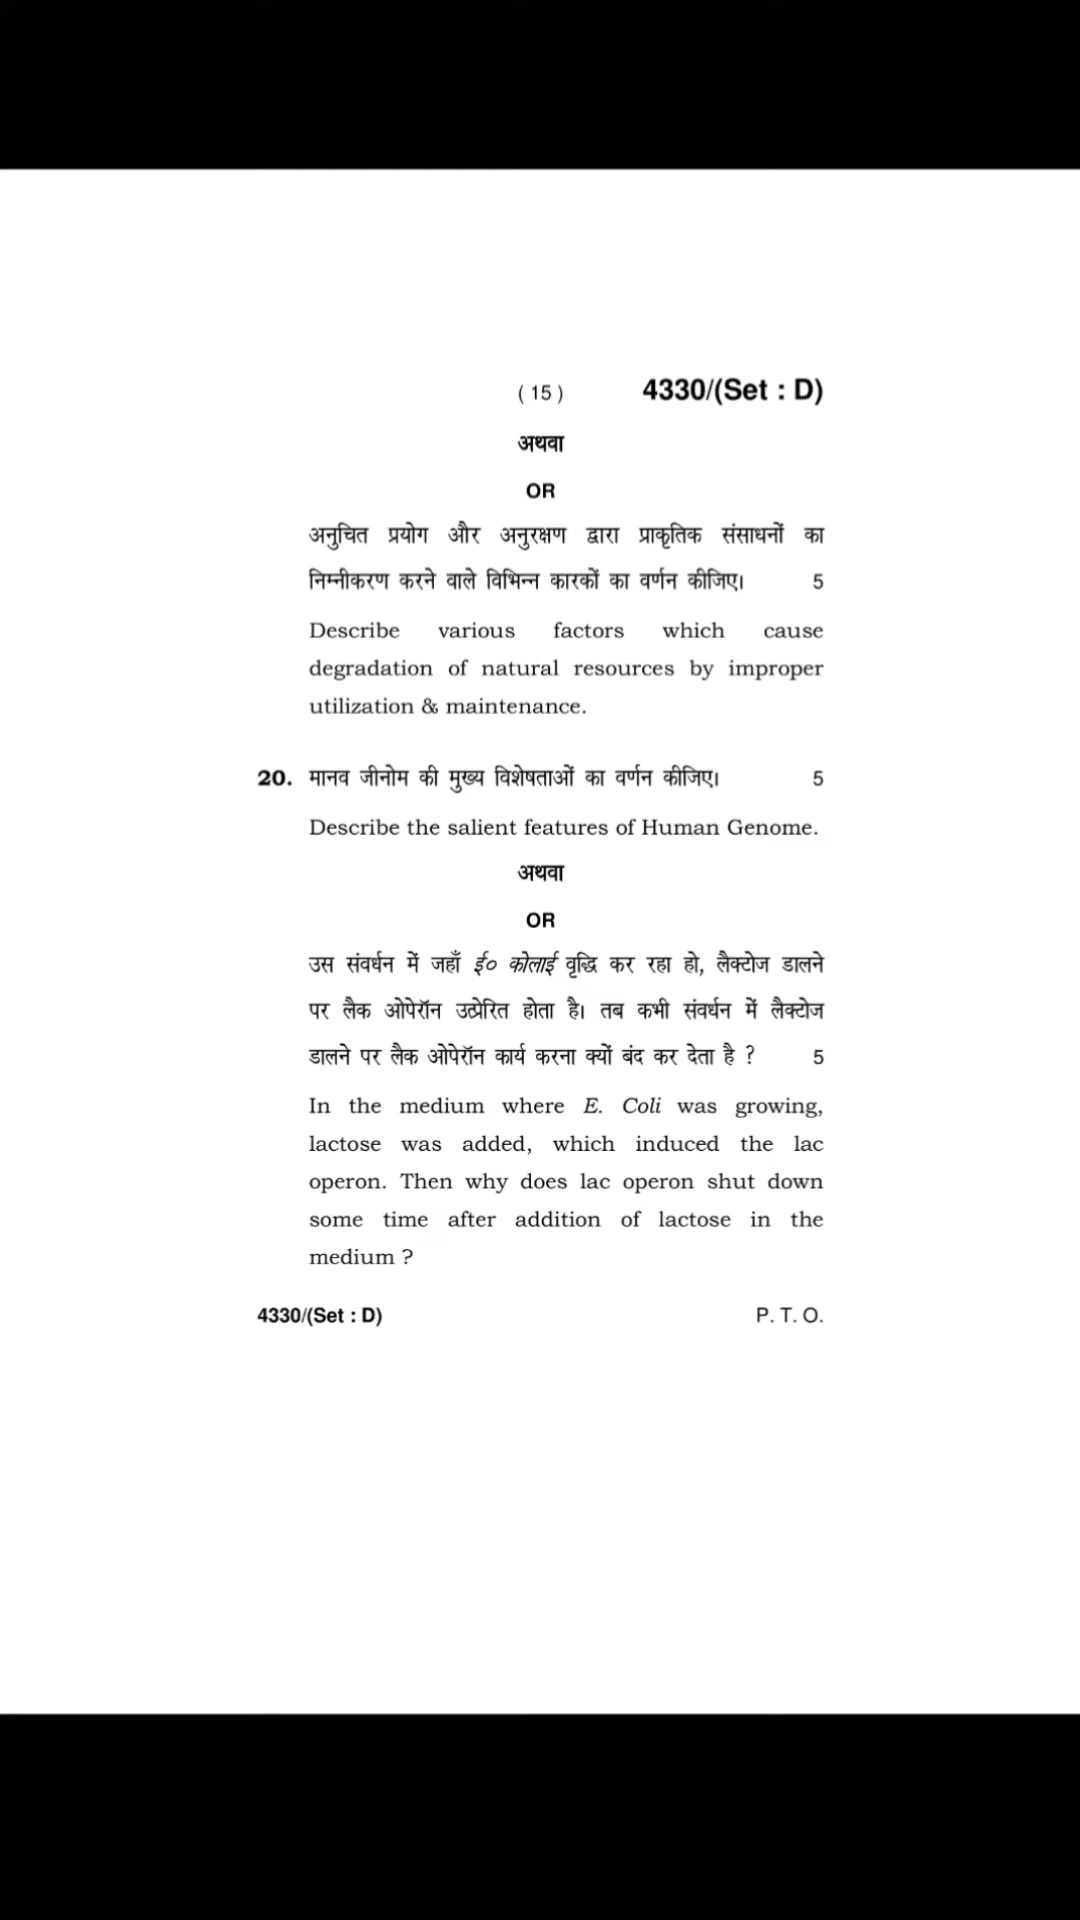 ( 15 ) 4330/(Set : D)
अथवा
OR
अनुचित प्रयोग और अनुरक्षण द्वारा प्राकृतिक संसाधनों का
निम्नीकरण करने वाले विभिन्न कारकों का वर्णन कीजिए। 5
Describe various factors which cause
degradation of natural resources by improper
utilization & maintenance.
20. मानव जीनोम की मुख्य विशेषताओं का वर्णन कीजिए। 5
Describe the salient features of Human Genome.
अथवा
OR
उस संवर्धन में जहाँ ई० कोलाई वृद्धि कर रहा हो, लैक्टोज डालने
पर लैक ओपेरॉन उत्प्रेरित होता है। तब कभी संवर्धन में लैक्टोज
डालने पर लैक ओपेरॉन कार्य करना क्यों बंद कर देता है ? 5
In the medium where E. Coli was growing,
lactose was added, which induced the lac
operon. Then why does lac operon shut down
some time after addition of lactose in the
medium ?
4330/(Set : D) P. T. O.